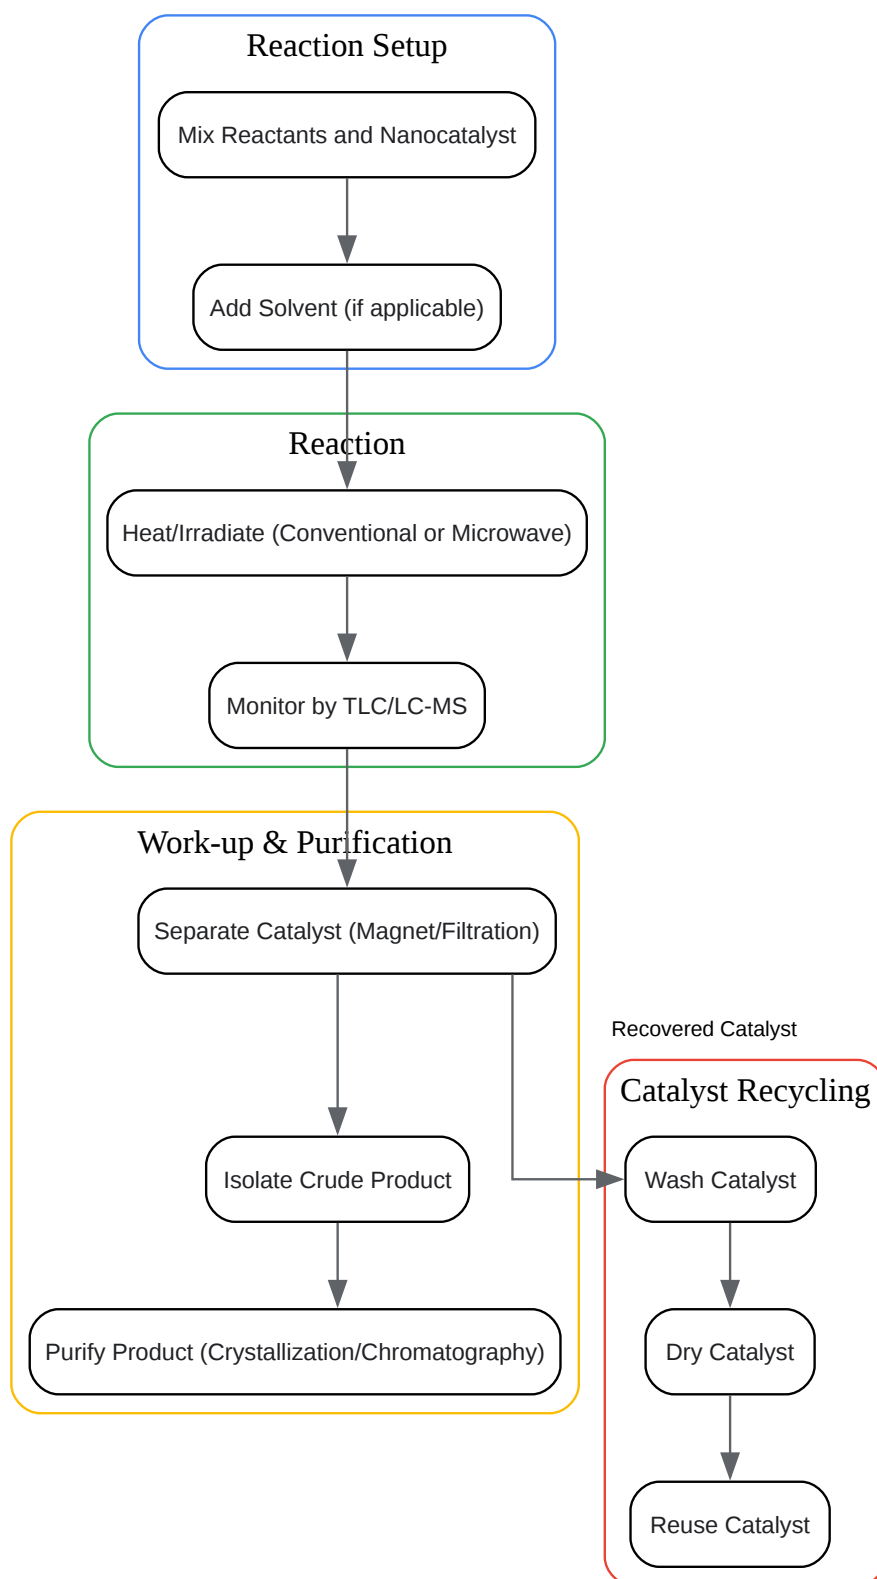 Reaction Setup
Mix Reactants and Nanocatalyst
Add Solvent (if applicable)
Reaction
Heat/Irradiate (Conventional or Microwave)
Monitor by TLC/LC-MS
Work-up & Purification
Separate Catalyst (Magnet/Filtration)
Recovered Catalyst
Catalyst Recycling
Isolate Crude Product
Wash Catalyst
Purify Product (Crystallization/Chromatography)
Dry Catalyst
Reuse Catalyst